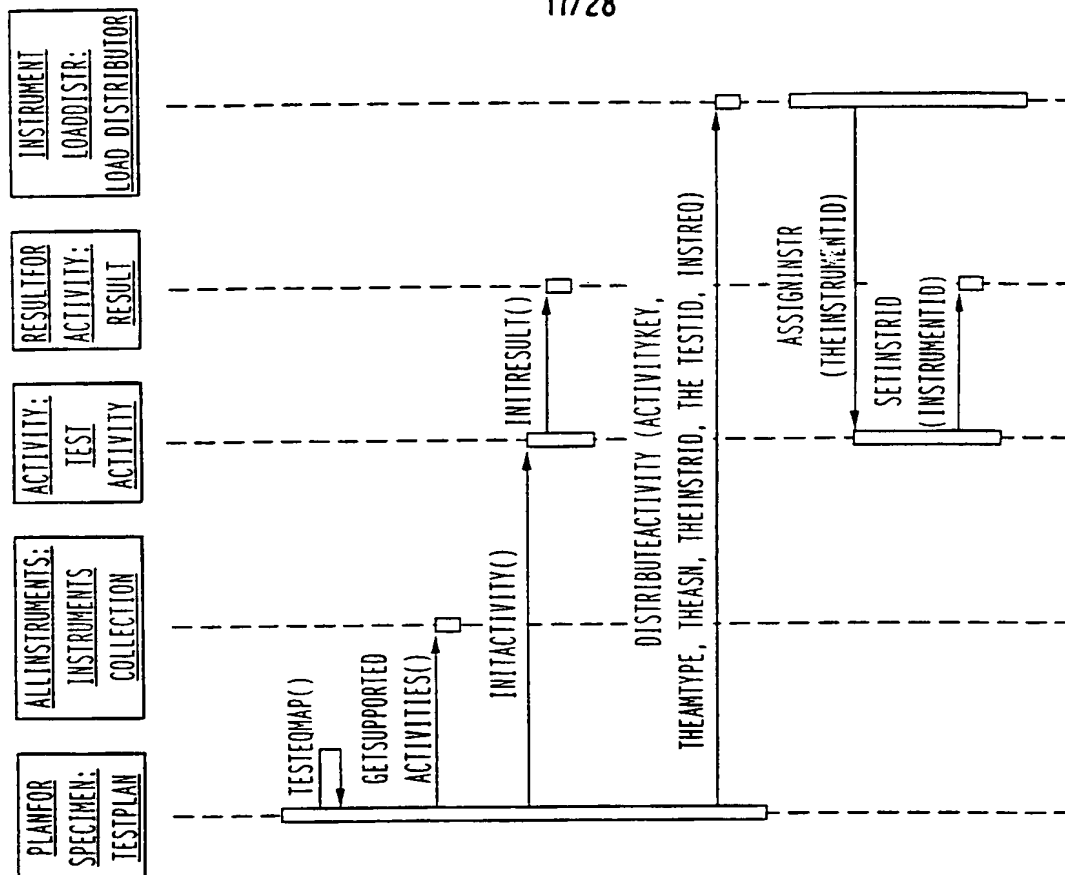 11/28
PLANFOR
SPECIMEN:
TESTPLAN
ALLINSTRUMENTS:
INSTRUMENTS
COLLECTION
ACTIVITY:
TEST
ACTIVITY
RESULTFOR
ACTIVITY:
RESULT
INSTRUMENT
LOADDISTR:
LOAD DISTRIBUTOR
TESTEQMAP()
GETSUPPORTED
ACTIVITIES()
INITACTIVITY()
INITRESULT()
DISTRIBUTEACTIVITY (ACTIVITYKEY,
THEAMTYPE, THEASN, THEINSTRID, THE TESTID, INSTREQ)
ASSIGNINSTR
(THEINSTRUMENTID)
SETINSTRID
(INSTRUMENTID)